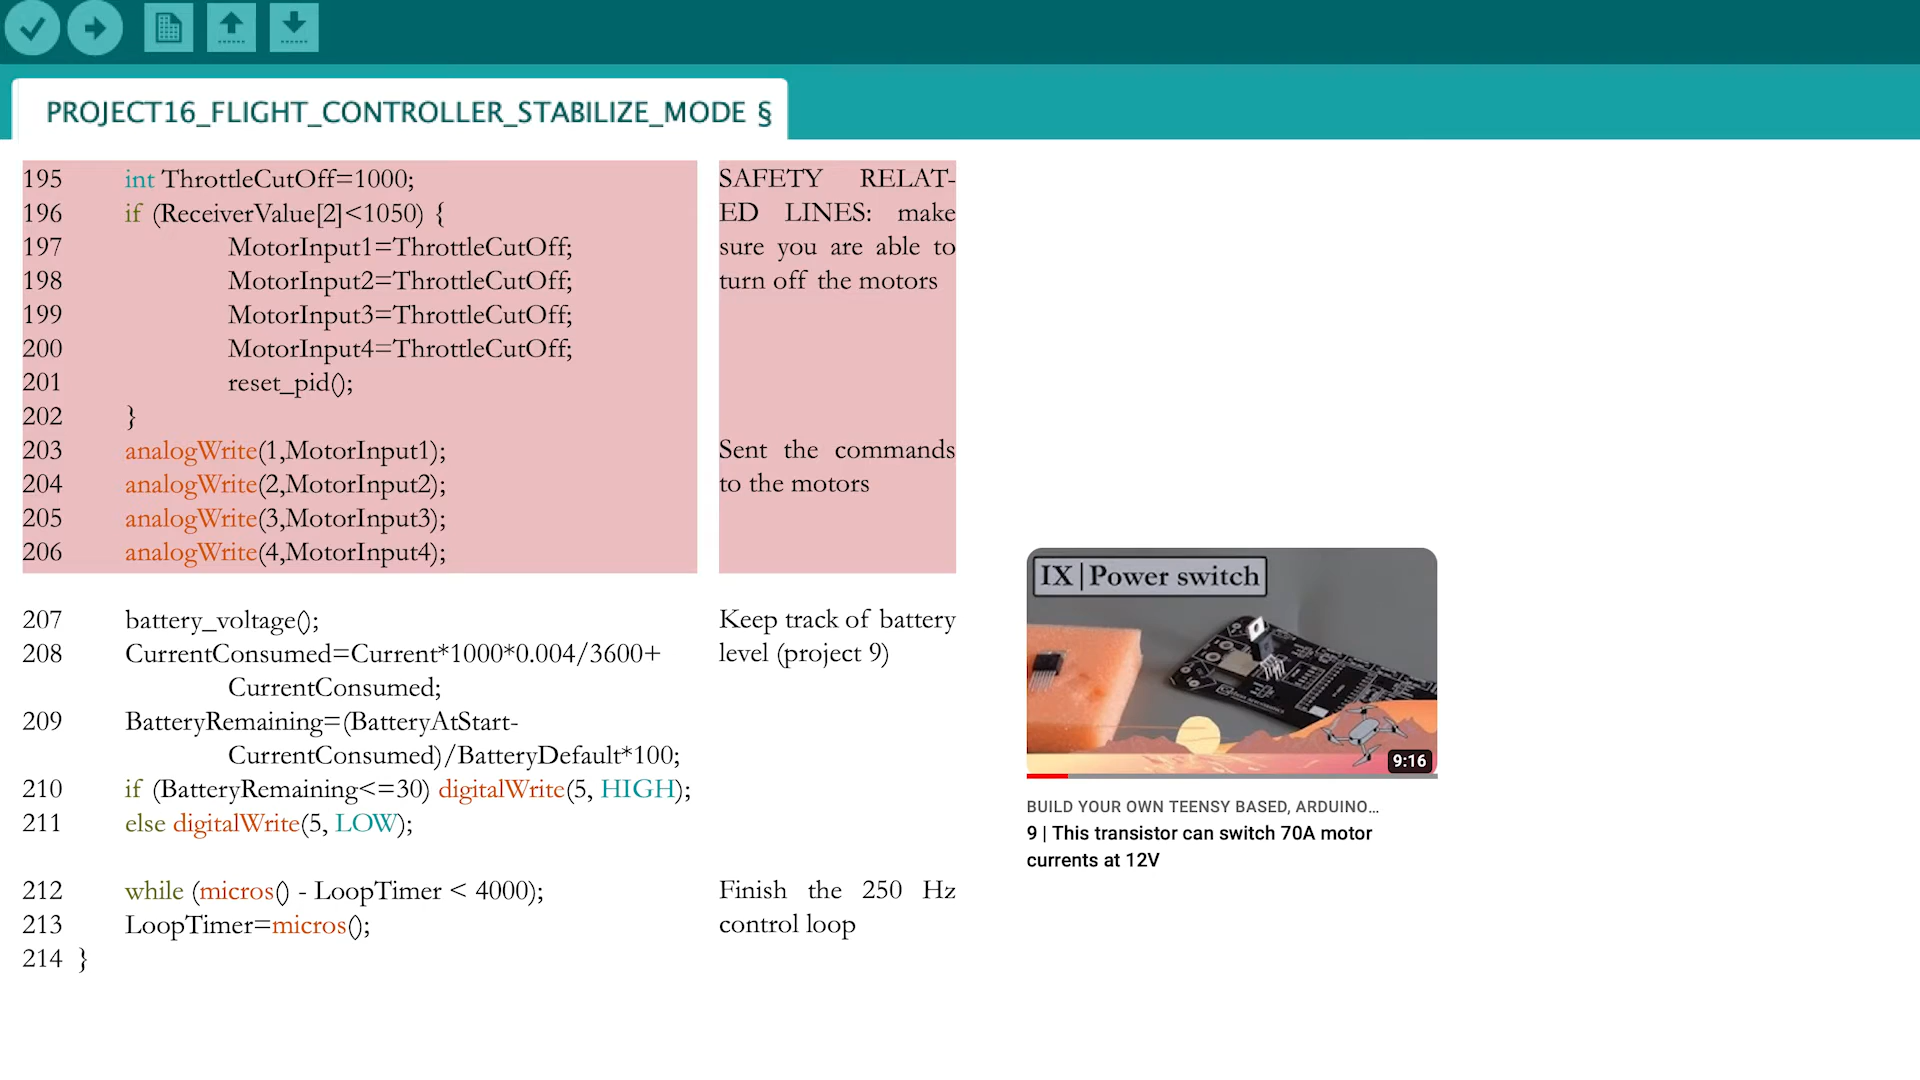 PROJECT16_FLIGHT_CONTROLLER_STABILIZE_MODE §
195 int ThrottleCutOff=1000;
196 if (ReceiverValue[2]<1050) {
197 MotorInput1=ThrottleCutOff;
198 MotorInput2=ThrottleCutOff;
199 MotorInput3=ThrottleCutOff;
200 MotorInput4=ThrottleCutOff;
201 reset_pid();
202 }
203 analogWrite(1,MotorInput1);
204 analogWrite(2,MotorInput2);
205 analogWrite(3,MotorInput3);
206 analogWrite(4,MotorInput4);
207 battery_voltage();
208 CurrentConsumed=Current*1000*0.004/3600+
CurrentConsumed;
209 BatteryRemaining=(BatteryAtStart-
CurrentConsumed)/BatteryDefault*100;
210 if (BatteryRemaining<=30) digitalWrite(5, HIGH);
211 else digitalWrite(5, LOW);
212 while (micros() - LoopTimer < 4000);
213 LoopTimer=micros();
214 }
SAFETY RELAT-
ED LINES: make
sure you are able to
turn off the motors
Sent the commands
to the motors
Keep track of battery
level (project 9)
Finish the 250 Hz
control loop
IX|Power switch
9:16
BUILD YOUR OWN TEENSY BASED, ARDUINO…
9 | This transistor can switch 70A motor
currents at 12V